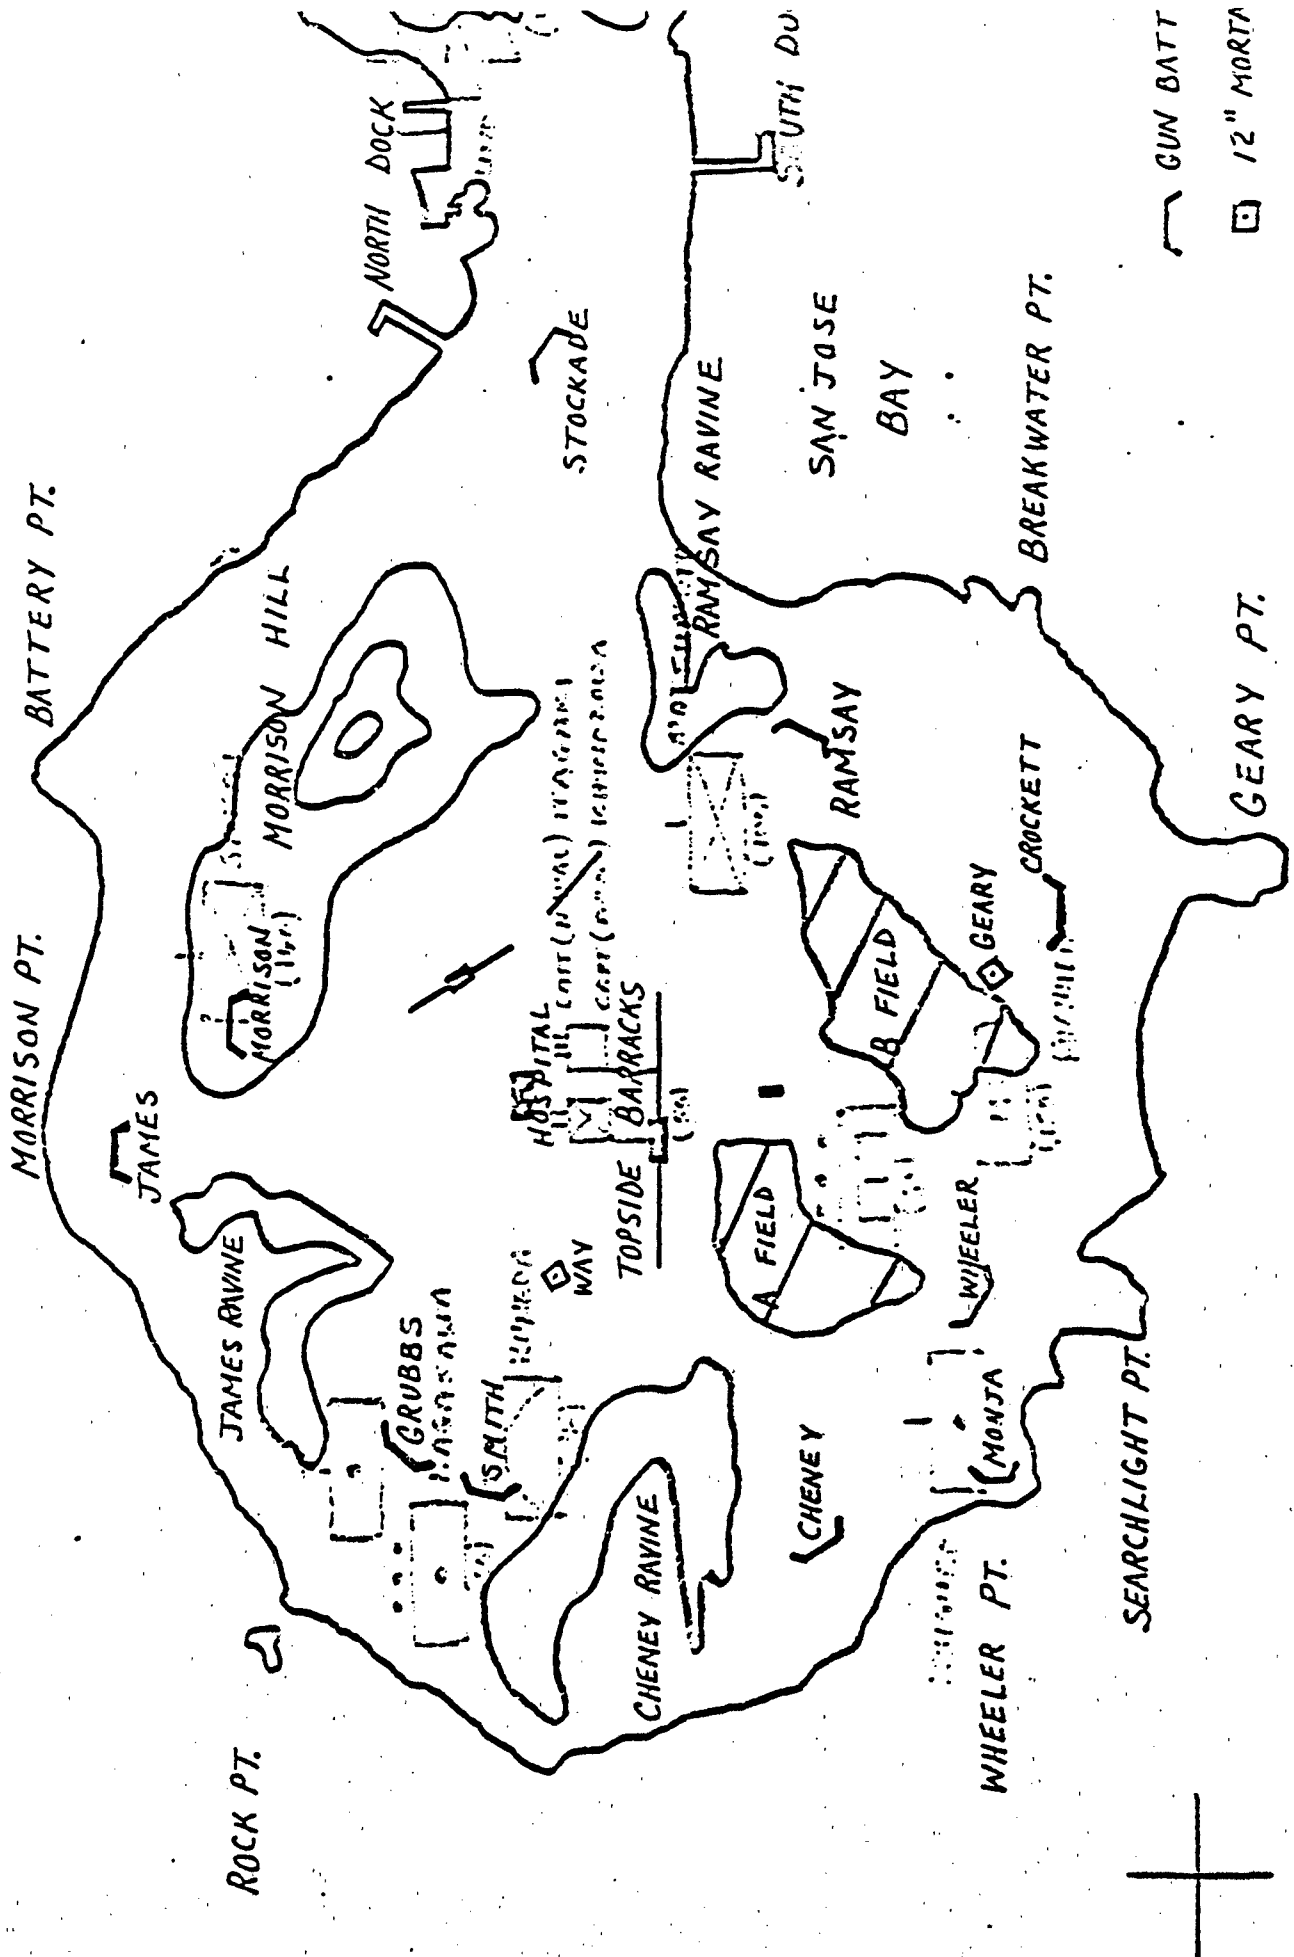 ROCK PT.
MORRISON PT.
BATTERY PT.
JAMES
JAMES RAVINE
MORRISON
MORRISON HILL
NORTH DOCK
GRUBBS
SMITH
HOSPITAL
WAY
STOCKADE
CHENEY RAVINE
TOPSIDE BARRACKS
RAMSAY RAVINE
A FIELD
SOUTH DO
CHENEY
RAMSAY
SAN JOSE
BAY
B FIELD
WHEELER PT.
MONJA
WHEELER
GEARY
CROCKETT
BREAKWATER PT.
SEARCHLIGHT PT.
GEARY PT.
GUN BATT
12" MORTA